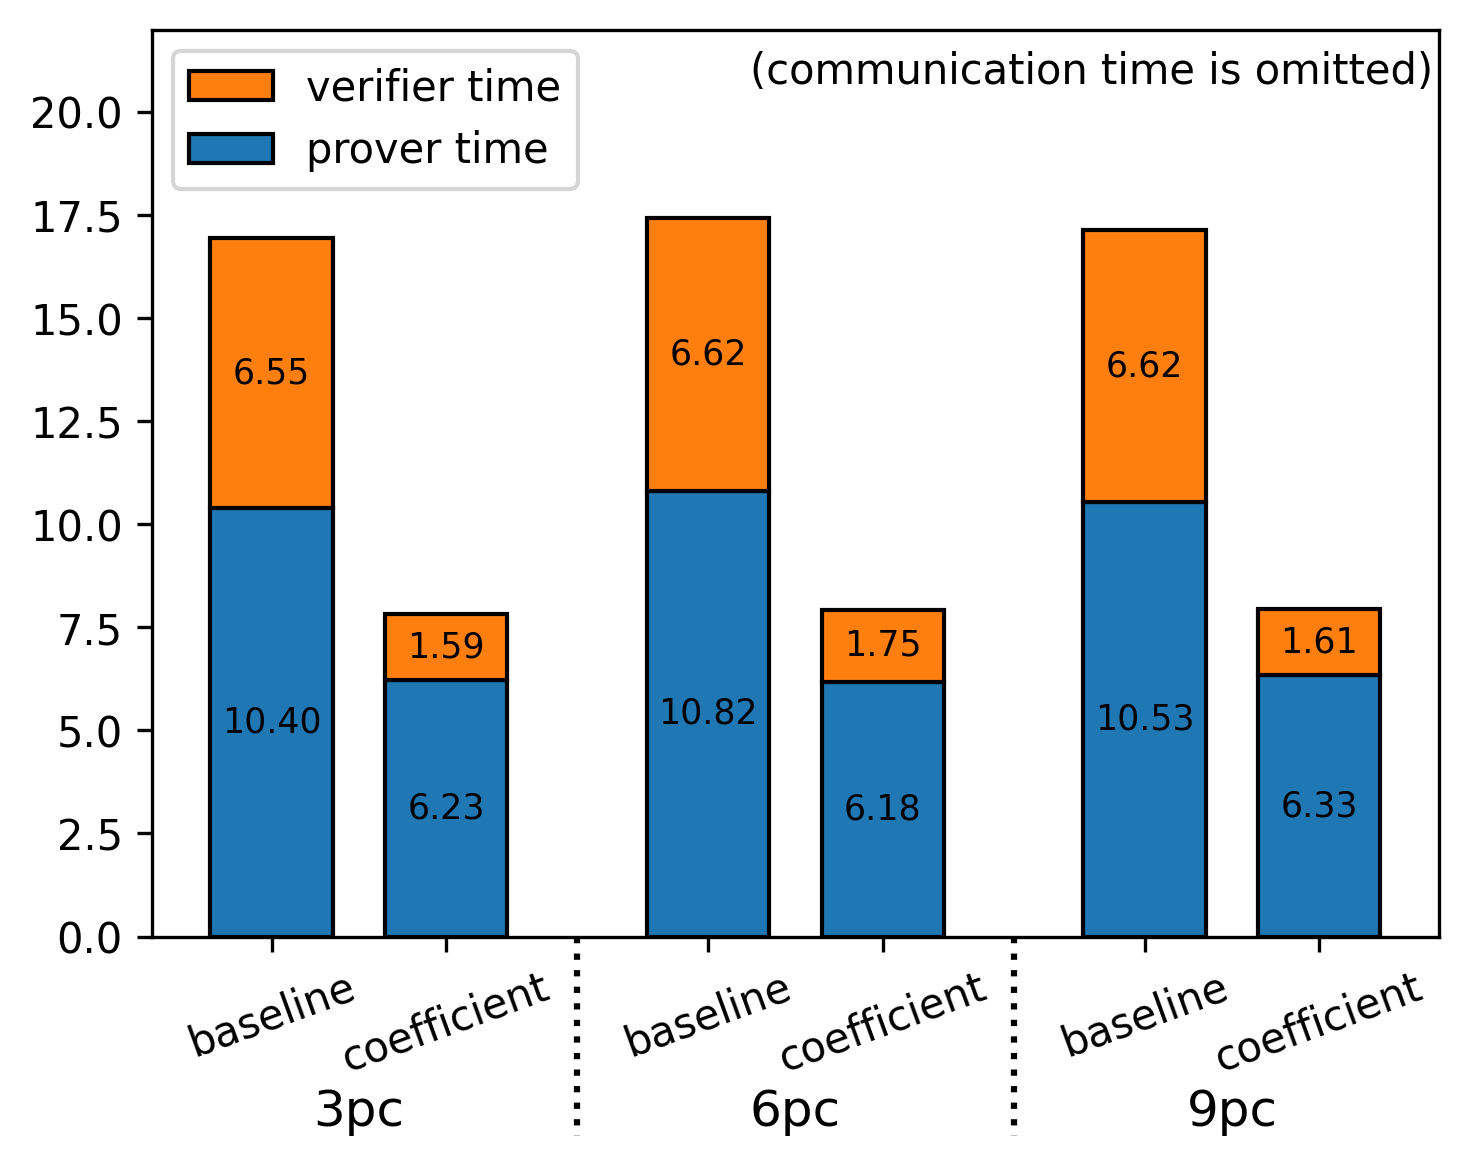 (communication time is omitted)
verifier time
prover time
20.0
17.5
15.0
12.5
10.0
7.5
5.0
2.5
0.0
6.55
10.40
1.59
6.23
6.62
10.82
1.75
6.18
6.62
10.53
1.61
6.33
baseline
coefficient
baseline
coefficient
baseline
coefficient
3pc
6pc
9pc